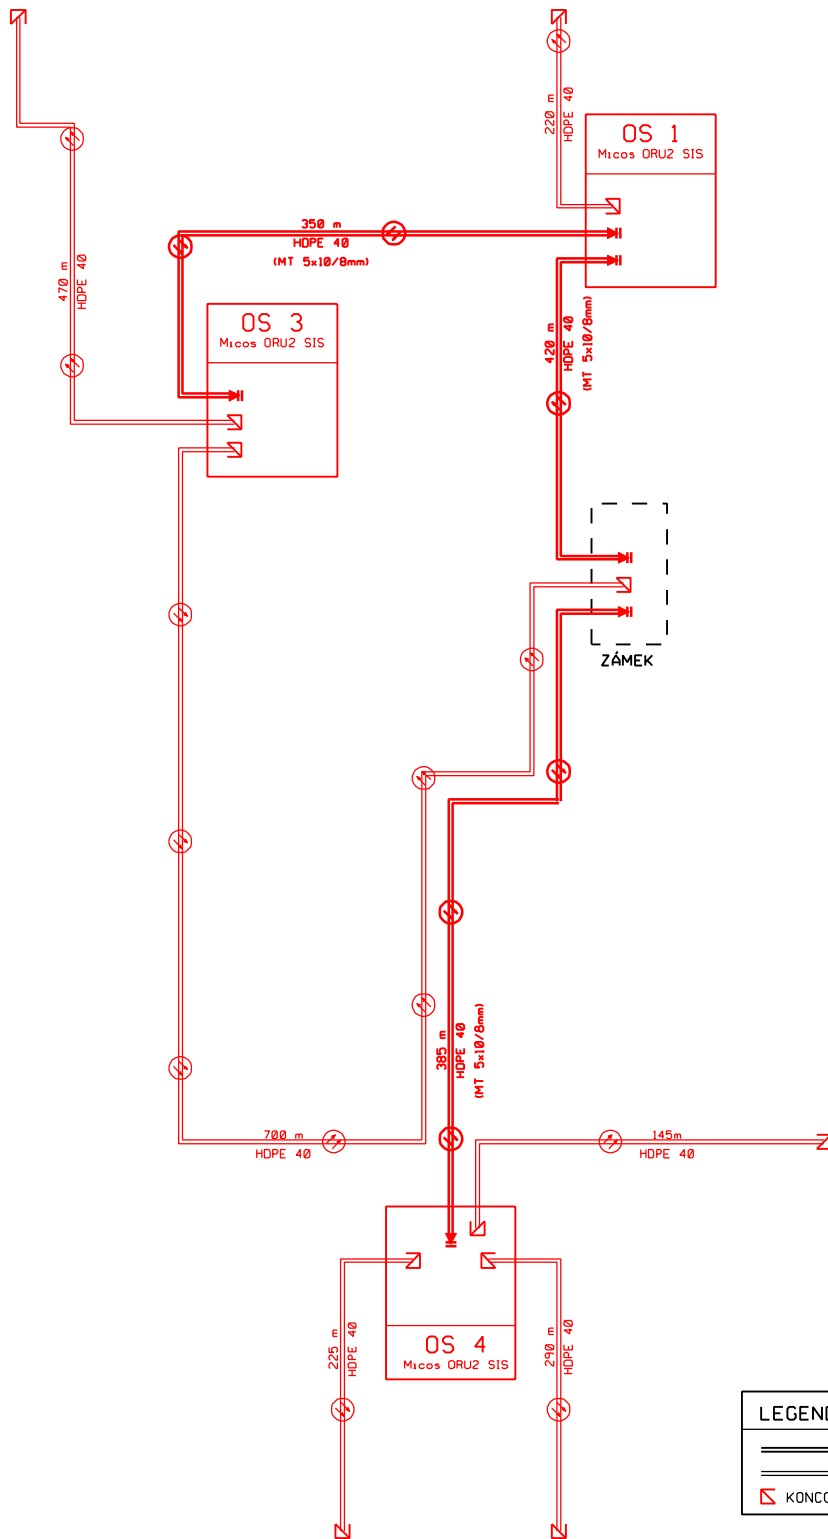 220 m
HDPE 40
OS 1
Micos ORU2 SIS
350 m
HDPE 40
(MT 5x10/8mm)
470 m
HDPE 40
OS 3
Micos ORU2 SIS
420 m
HDPE 40
(MT 5x10/8mm)
ZÁMEK
385 m
HDPE 40
(MT 5x10/8mm)
700 m
HDPE 40
145m
HDPE 40
225 m
HDPE 40
OS 4
Micos ORU2 SIS
290 m
HDPE 40
LEGEND
KONCO